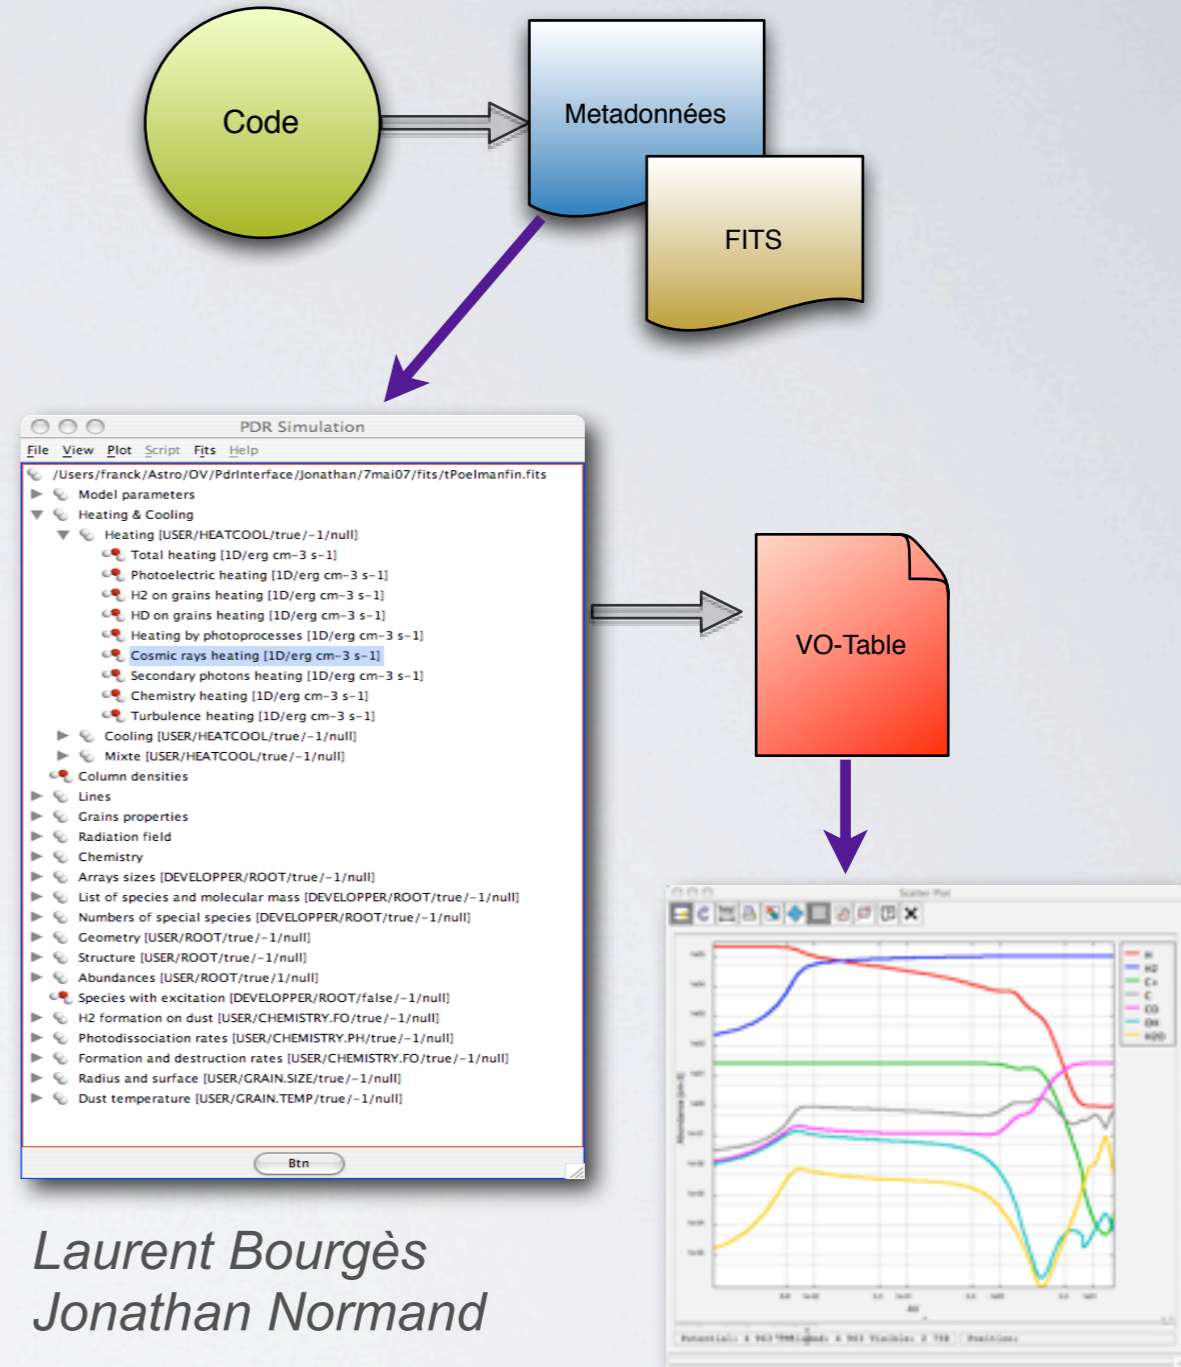 Code
Metadonnées
FITS
PDR Simulation
File View Plot Script Fits Help
/Users/franck/Astro/OV/PdrInterface/Jonathan/7mai07/fits/tPoelmanfin.fits
Model parameters
Heating & Cooling
Heating [USER/HEATCOOL/true/-1/null]
Total heating [1D/erg cm-3 s-1]
Photoelectric heating [1D/erg cm-3 s-1]
H2 on grains heating [1D/erg cm-3 s-1]
HD on grains heating [1D/erg cm-3 s-1]
Heating by photoprocesses [1D/erg cm-3 s-1]
Cosmic rays heating [1D/erg cm-3 s-1]
Secondary photons heating [1D/erg cm-3 s-1]
Chemistry heating [1D/erg cm-3 s-1]
Turbulence heating [1D/erg cm-3 s-1]
Cooling [USER/HEATCOOL/true/-1/null]
Mixte [USER/HEATCOOL/true/-1/null]
Column densities
Lines
Grains properties
Radiation field
Chemistry
Arrays sizes [DEVELOPPER/ROOT/true/-1/null]
List of species and molecular mass [DEVELOPPER/ROOT/true/-1/null]
Numbers of special species [DEVELOPPER/ROOT/true/-1/null]
Geometry [USER/ROOT/true/-1/null]
Structure [USER/ROOT/true/-1/null]
Abundances [USER/ROOT/true/1/null]
Species with excitation [DEVELOPPER/ROOT/false/-1/null]
H2 formation on dust [USER/CHEMISTRY.FO/true/-1/null]
Photodissociation rates [USER/CHEMISTRY.PH/true/-1/null]
Formation and destruction rates [USER/CHEMISTRY.FO/true/-1/null]
Radius and surface [USER/GRAIN.SIZE/true/-1/null]
Dust temperature [USER/GRAIN.TEMP/true/-1/null]
Btn
VO-Table
Scatter Plot
H
H2
C+
C
CO
OH
H2O
Abundance [cm-3]
AV
Position:
Laurent Bourgès
Jonathan Normand